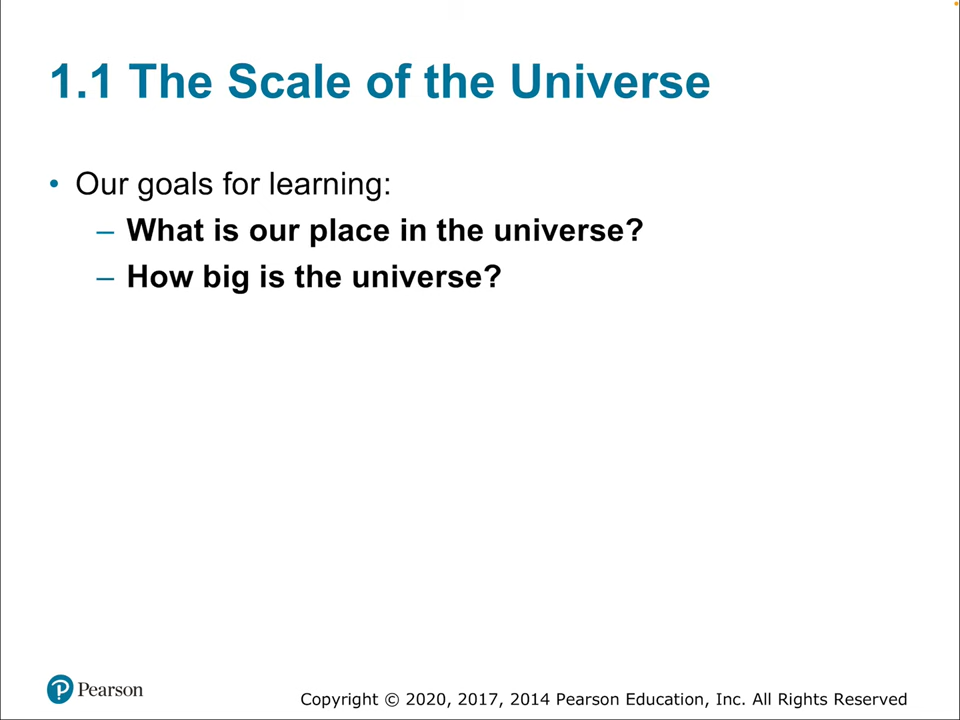 1.1 The Scale of the Universe
• Our goals for learning:
– What is our place in the universe?
– How big is the universe?
Pearson
Copyright © 2020, 2017, 2014 Pearson Education, Inc. All Rights Reserved